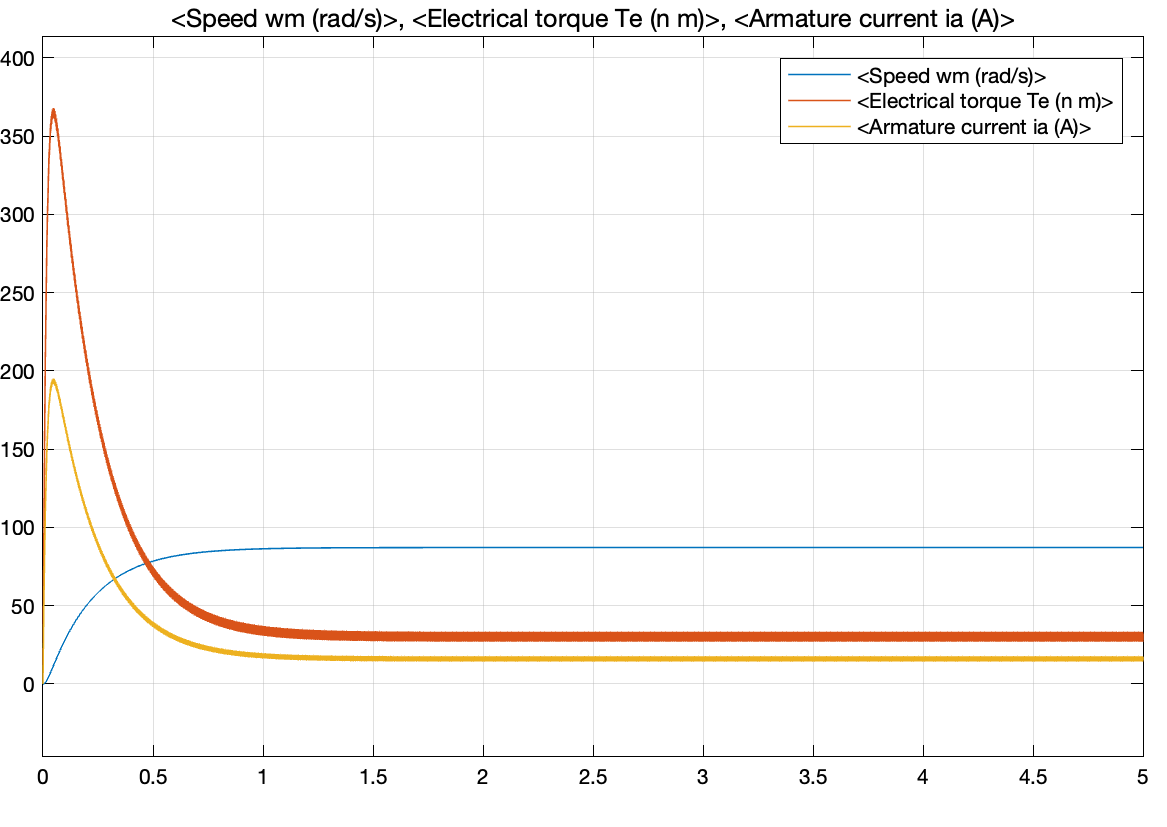 <Speed wm (rad/s)>, <Electrical torque Te (n m)>, <Armature current ia (A)>
400
<Speed wm (rad/s)>
<Electrical torque Te (n m)>
<Armature current ia (A)>
350
300
250
200
150
100
50
0
0 0.5 1 1.5 2 2.5 3 3.5 4 4.5 5